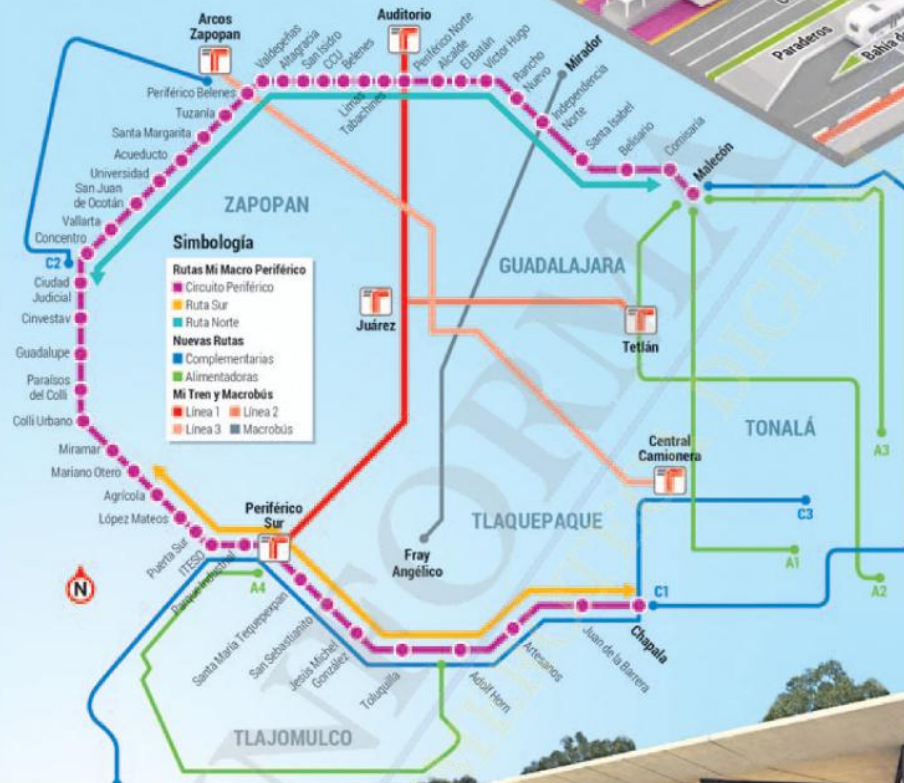 Arcos
Zapopan
Auditorio
Mirador
Paraderos
Valdepeñas
Altagracia
San Isidro
CCU
Belenes
Limas
Tabachines
Periférico Norte
Alcalde
El Batán
Víctor Hugo
Rancho
Nuevo
Independencia
Norte
Santa Isabel
Belisario
Comisaría
Malecón
Periférico Belenes
Tuzanía
Santa Margarita
Acueducto
Universidad
San Juan
de Ocotán
Vallarta
Concentro
C2
Ciudad
Judicial
Cinvestav
Guadalupe
Paraísos
del Colli
Colli Urbano
Miramar
Mariano Otero
Agrícola
López Mateos
Puerta Sur
ITESO
Parque Industrial
Periférico
Sur
ZAPOPAN
GUADALAJARA
TONALÁ
TLAQUEPAQUE
TLAJOMULCO
Simbología
Rutas Mi Macro Periférico
Circuito Periférico
Ruta Sur
Ruta Norte
Nuevas Rutas
Complementarias
Alimentadoras
Mi Tren y Macrobús
Línea 1 Línea 2
Línea 3 Macrobús
Juárez
Tetlán
Central
Camionera
Fray
Angélico
A3
C3
A1
A2
C1
A4
N
Santa María Tequepexpan
San Sebastianito
Jesús Michel
González
Toluquilla
Adolf Horn
Artesanos
Juan de la Barrera
Chapala